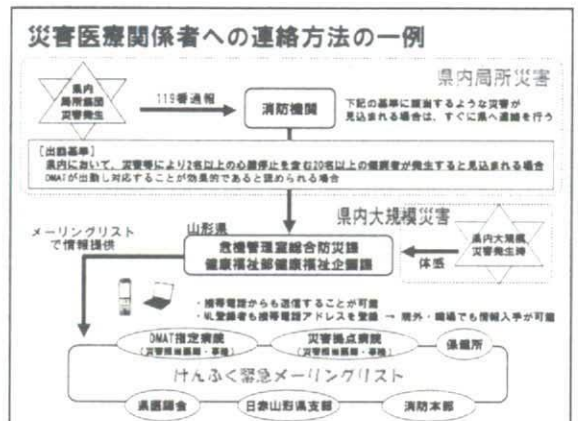 災害医療関係者への連絡方法の一例
県内局所災害
県内
局所集団
災害発生
119番通報
消防機関
下記の基準に該当するような災害が
見込まれる場合は、すぐに県へ連絡を行う
【出動基準】
県内において、災害等により2名以上の心肺停止を含む20名以上の傷病者が発生すると見込まれる場合
DMATが出動し対応することが効果的であると認められる場合
県内大規模災害
メーリングリスト
で情報提供
山形県
危機管理室総合防災課
健康福祉部健康福祉企画課
体感
県内大規模
災害発生時
・携帯電話からも送信することが可能
・ML登録者も携帯電話アドレスを登録 → 院外・職場でも情報入手が可能
DMAT指定病院
(災害担当医師・事務)
災害拠点病院
(災害担当医師・事務)
保健所
けんふく緊急メーリングリスト
県医師会
日赤山形県支部
消防本部